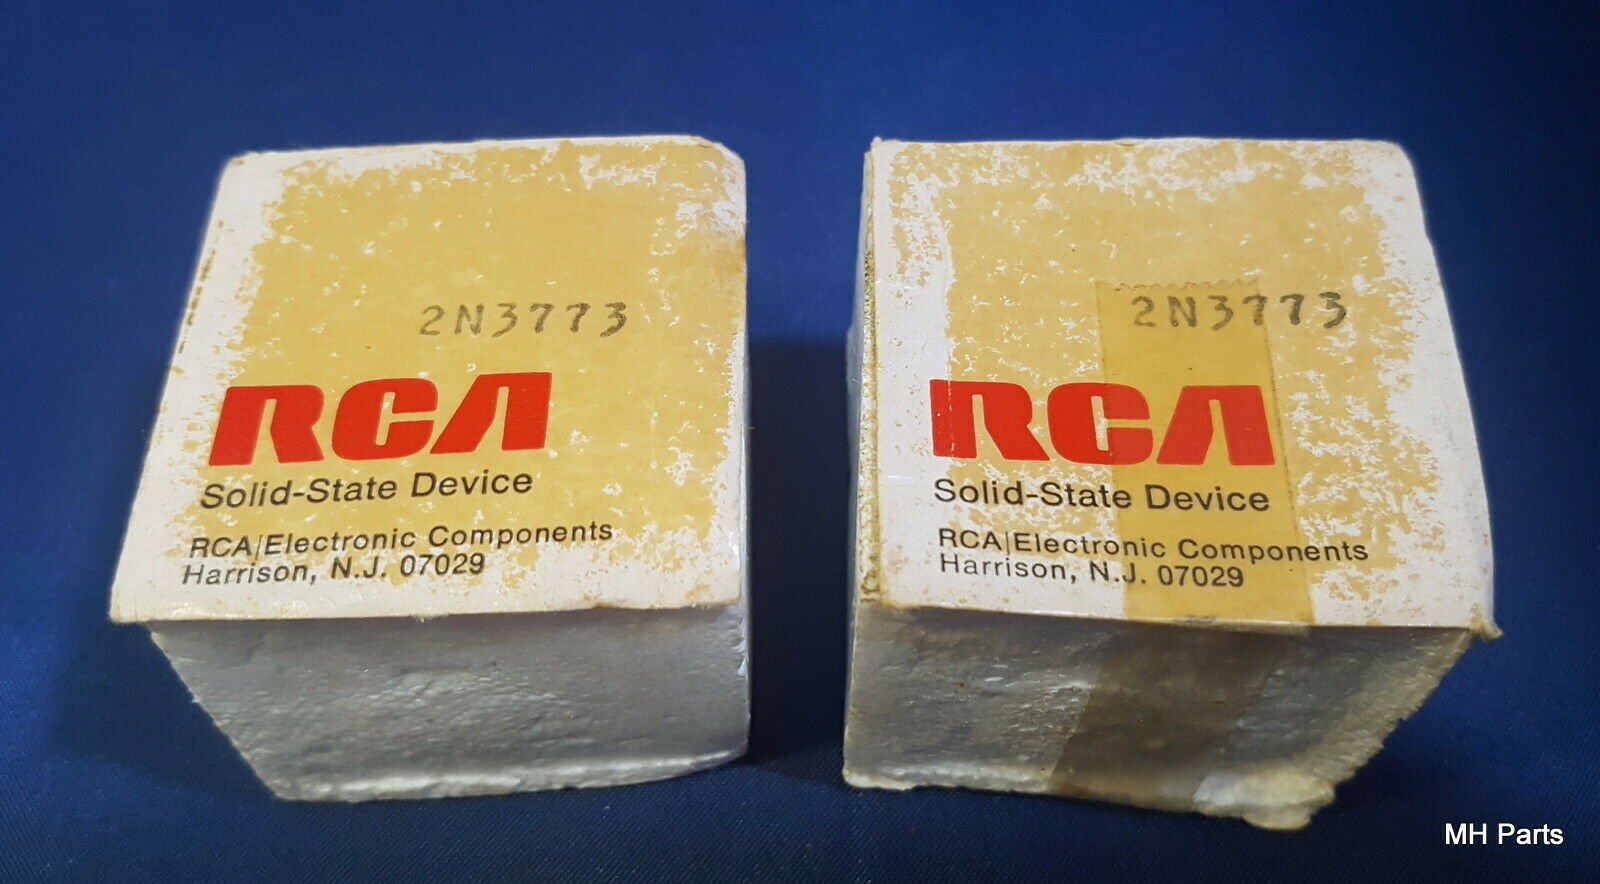 2N3773
RCA
Solid-State Device
RCA|Electronic Components
Harrison, N.J. 07029
2N3773
RCA
Solid-State Device
RCA|Electronic Components
Harrison, N.J. 07029
MH Parts